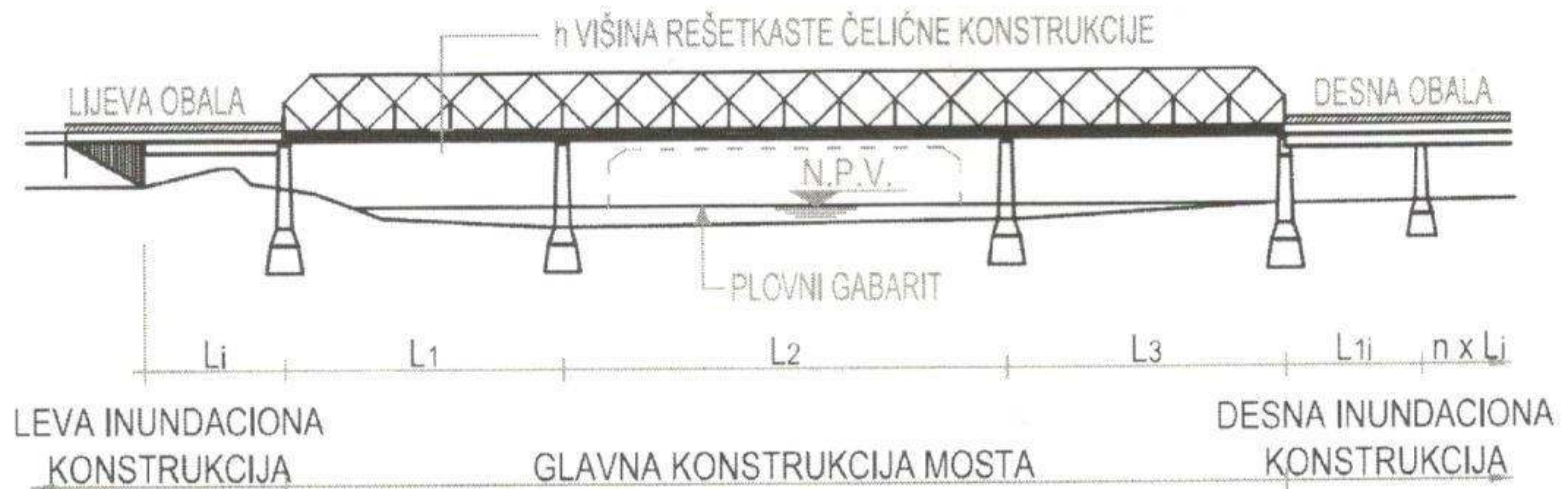 h VIŠINA REŠETKASTE ČELIČNE KONSTRUKCIJE
LIJEVA OBALA
DESNA OBALA
N.P.V.
PLOVNI GABARIT
Li
L1
L2
L3
L1i
n x Li
LEVA INUNDACIONA
KONSTRUKCIJA
GLAVNA KONSTRUKCIJA MOSTA
DESNA INUNDACIONA
KONSTRUKCIJA